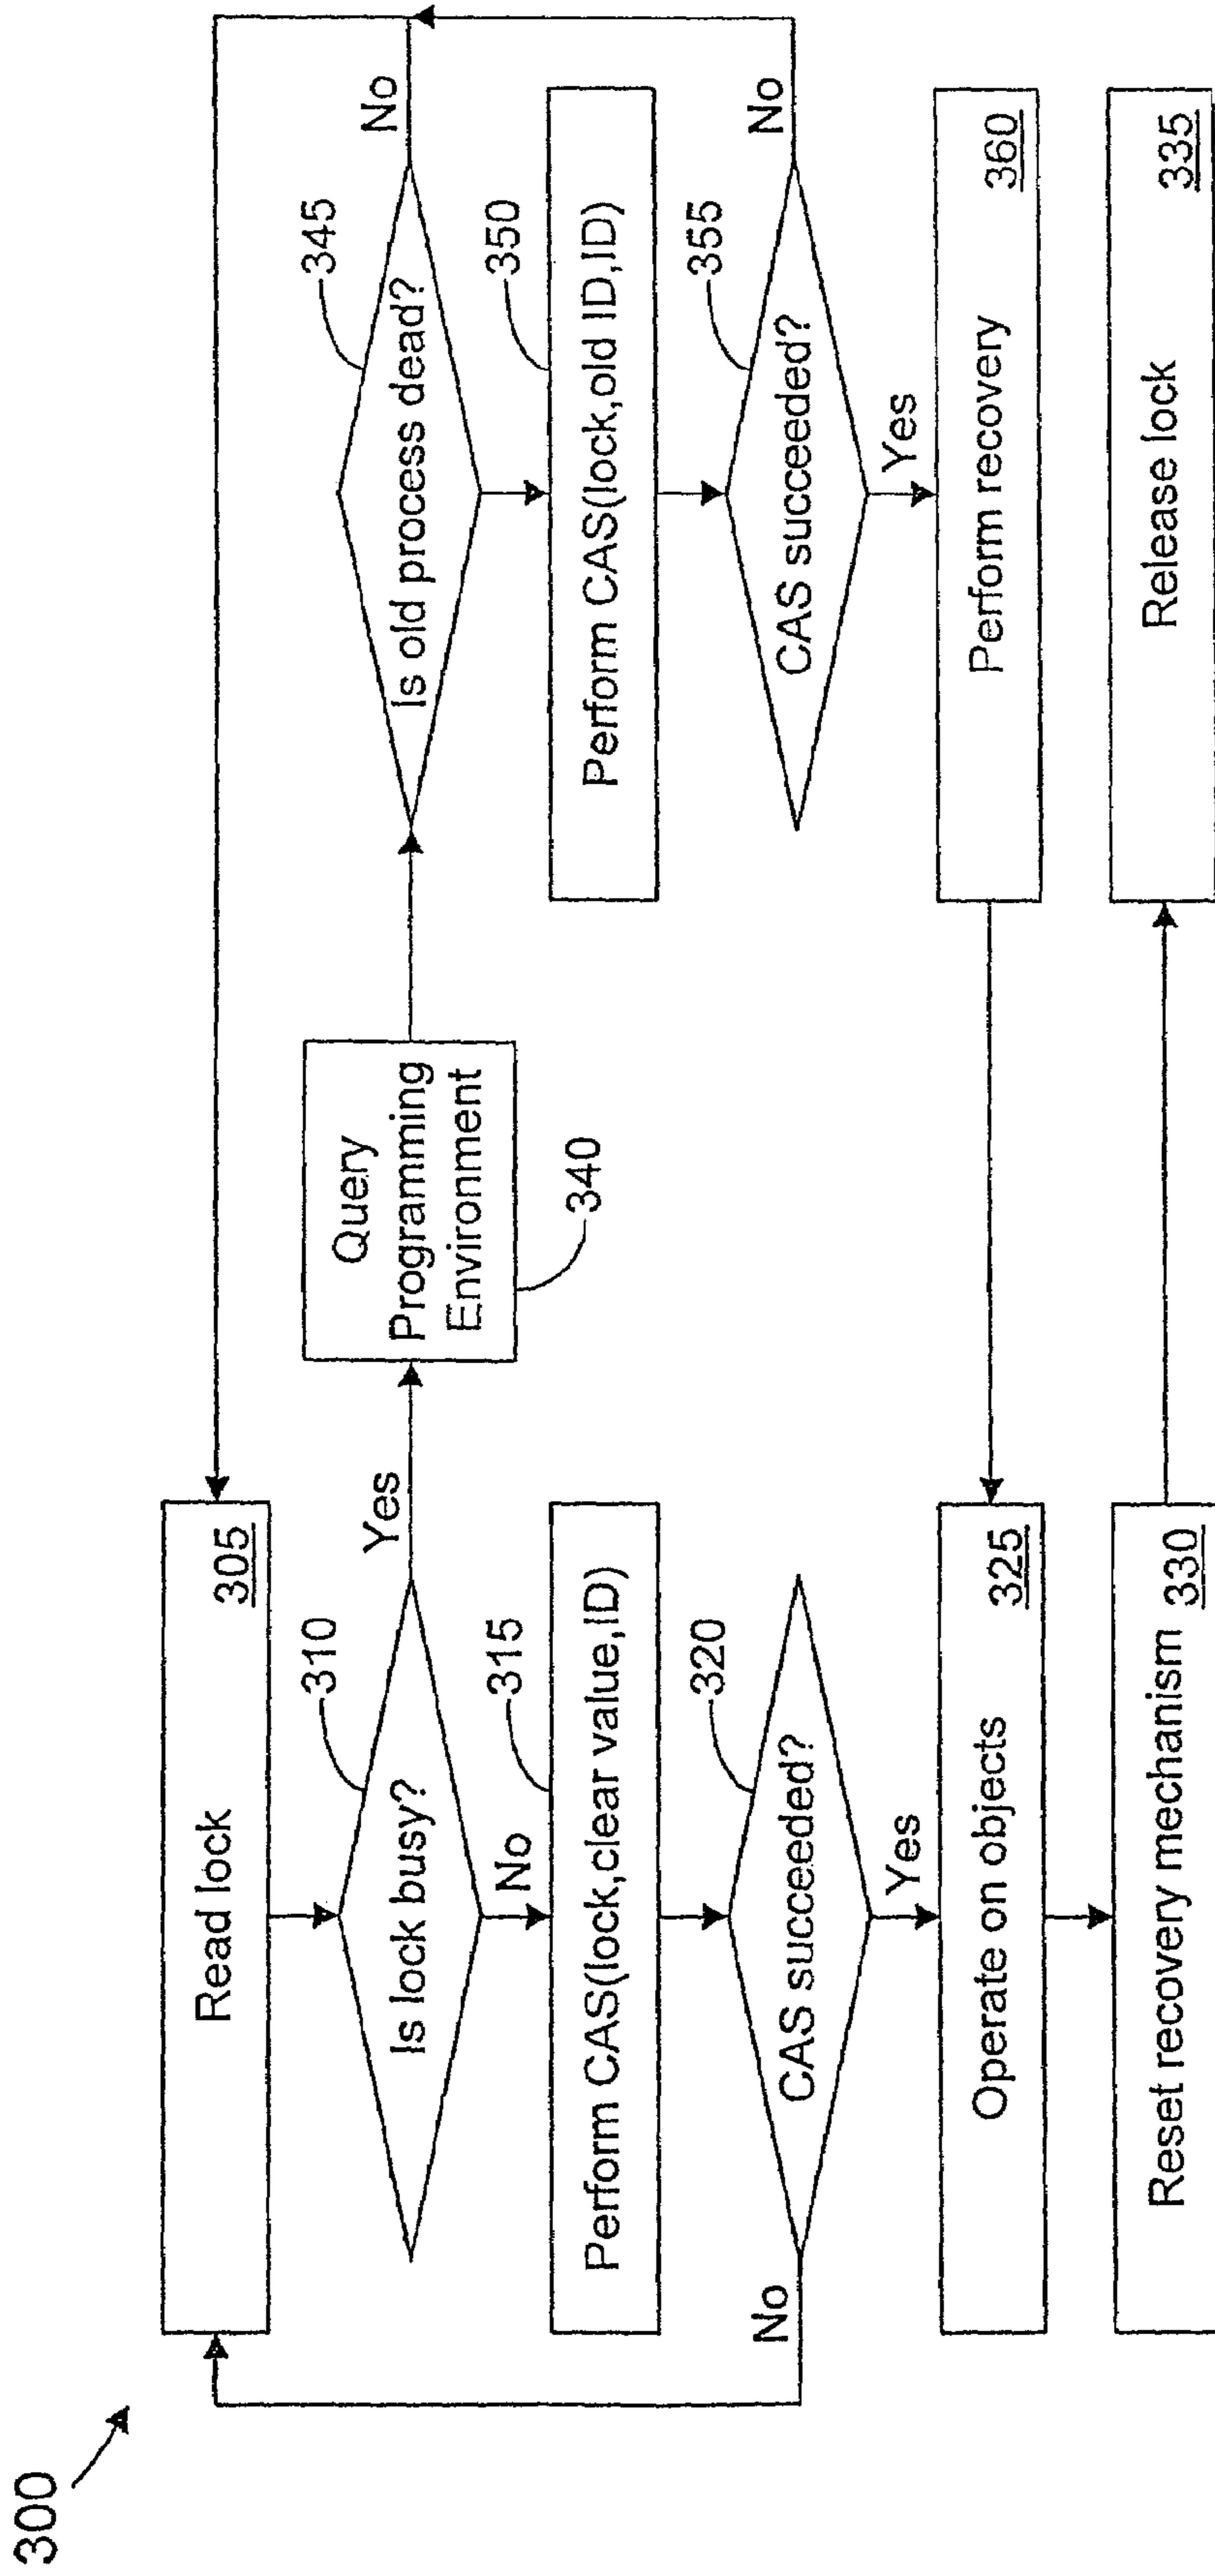 300
Read lock
305
Is lock busy?
310
Yes
No
Perform CAS(lock,clear value,ID)
315
CAS succeeded?
320
No
Yes
Operate on objects
325
Reset recovery mechanism
330
Query
Programming
Environment
340
Is old process dead?
345
No
Perform CAS(lock,old ID,ID)
350
CAS succeeded?
355
No
Yes
Perform recovery
360
Release lock
335